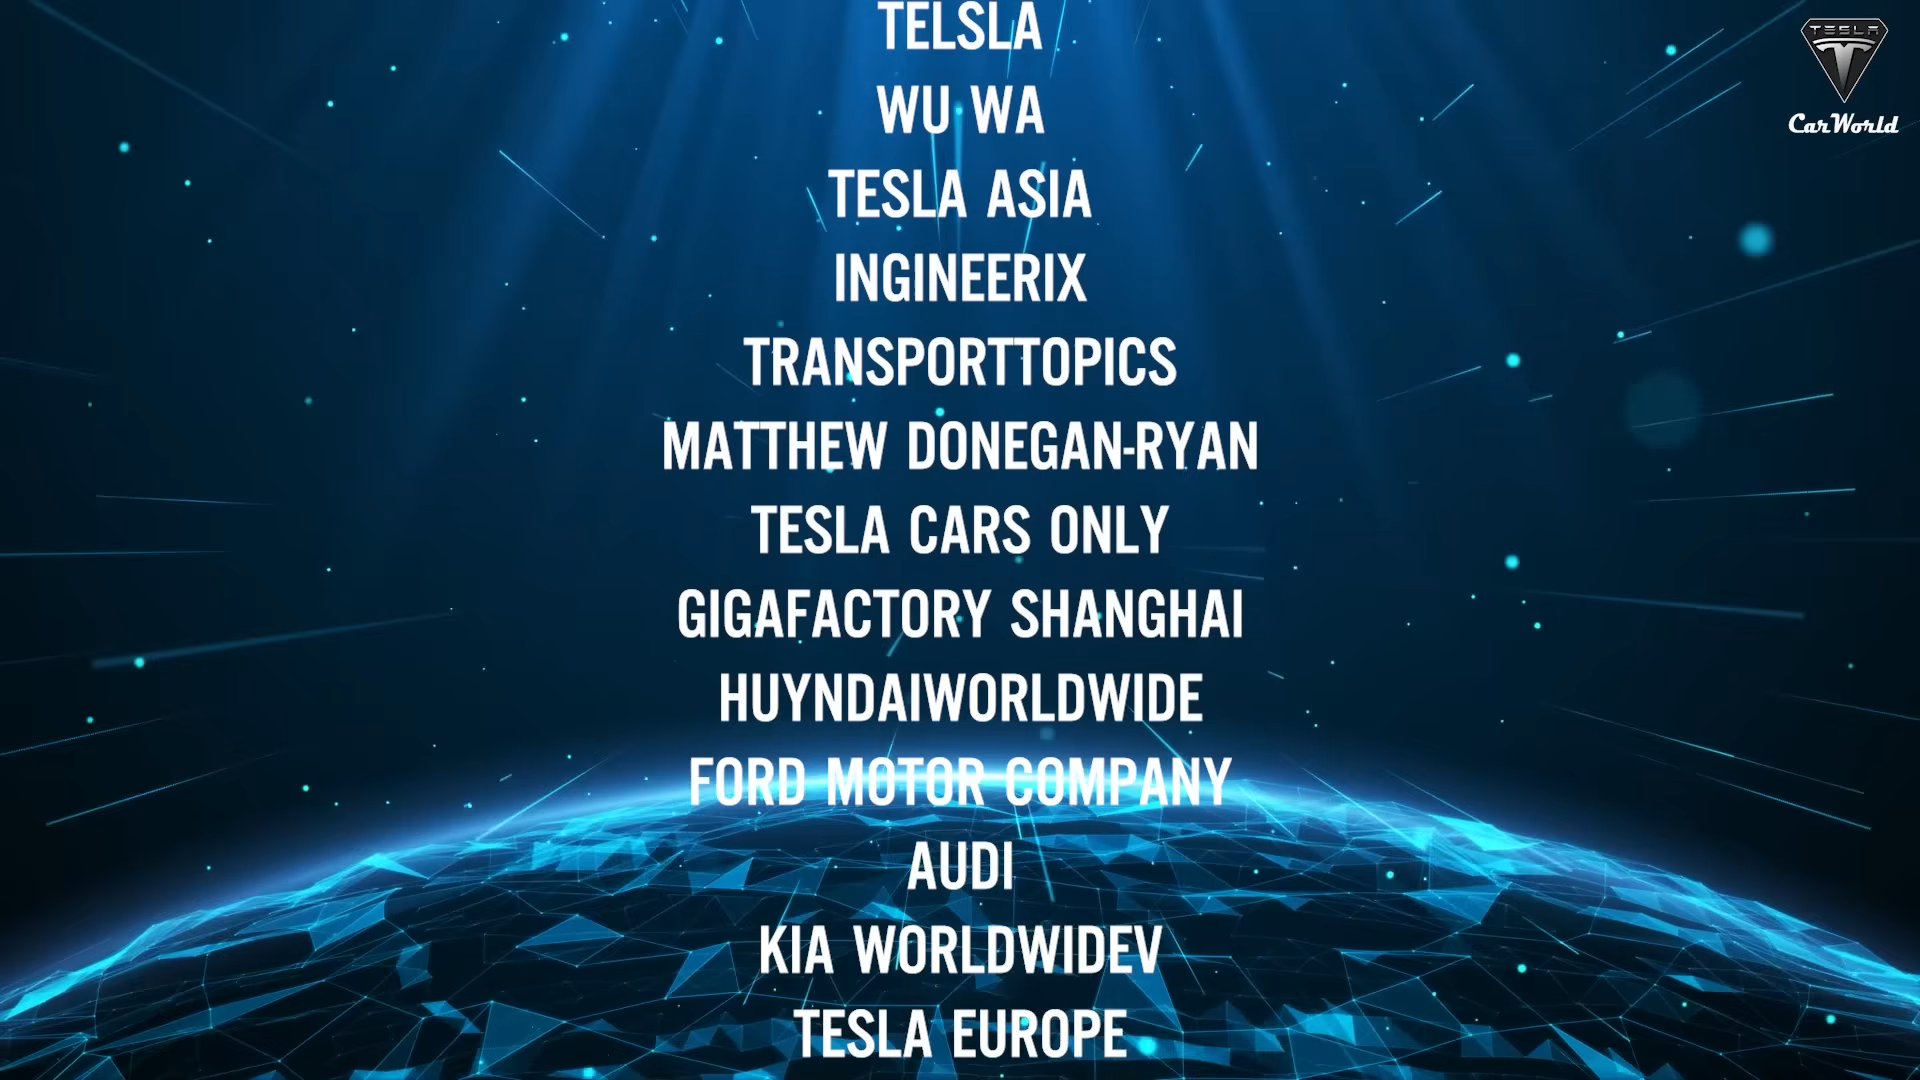 TELSLA
TESLA
CarWorld
WU WA
TESLA ASIA
INGINEERIX
TRANSPORTTOPICS
MATTHEW DONEGAN-RYAN
TESLA CARS ONLY
GIGAFACTORY SHANGHAI
HUYNDAIWORLDWIDE
FORD MOTOR COMPANY
AUDI
KIA WORLDWIDEV
TESLA EUROPE